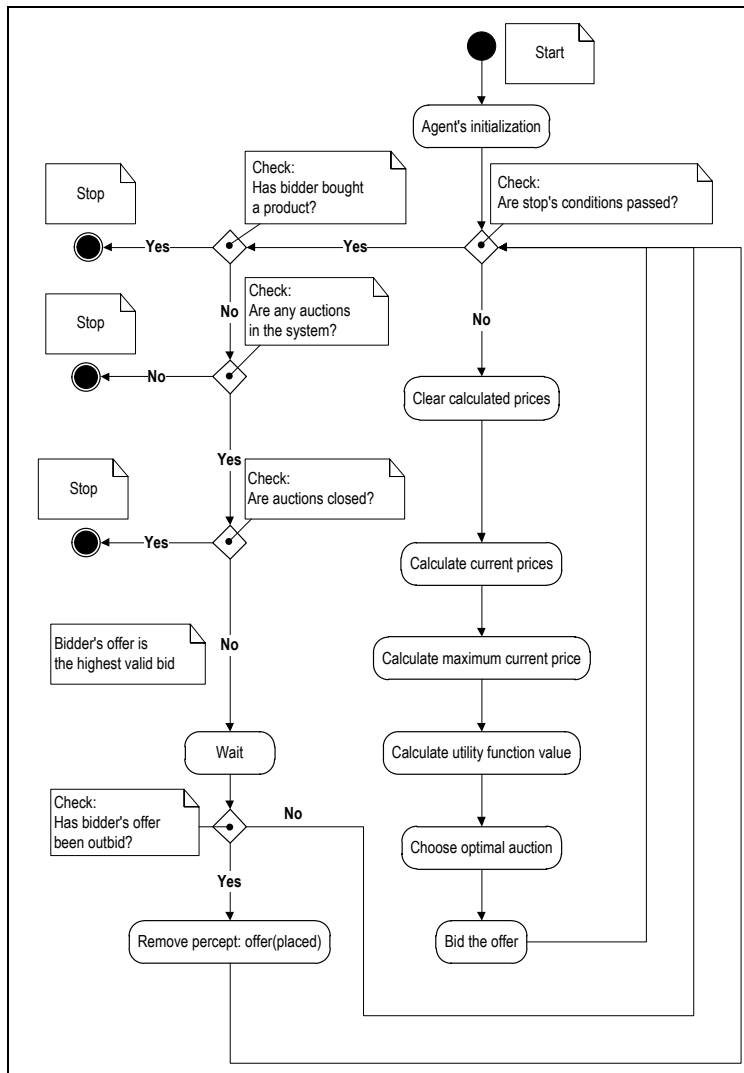 Start
Agent's initialization
Check:
Has bidder bought
a product?
Stop
Check:
Are stop's conditions passed?
Yes
Yes
No
Check:
Are any auctions
in the system?
Stop
No
No
Clear calculated prices
Yes
Check:
Are auctions closed?
Stop
Yes
Calculate current prices
Bidder's offer is
the highest valid bid
No
Calculate maximum current price
Wait
Calculate utility function value
Check:
Has bidder's offer
been outbid?
No
Choose optimal auction
Yes
Remove percept: offer(placed)
Bid the offer